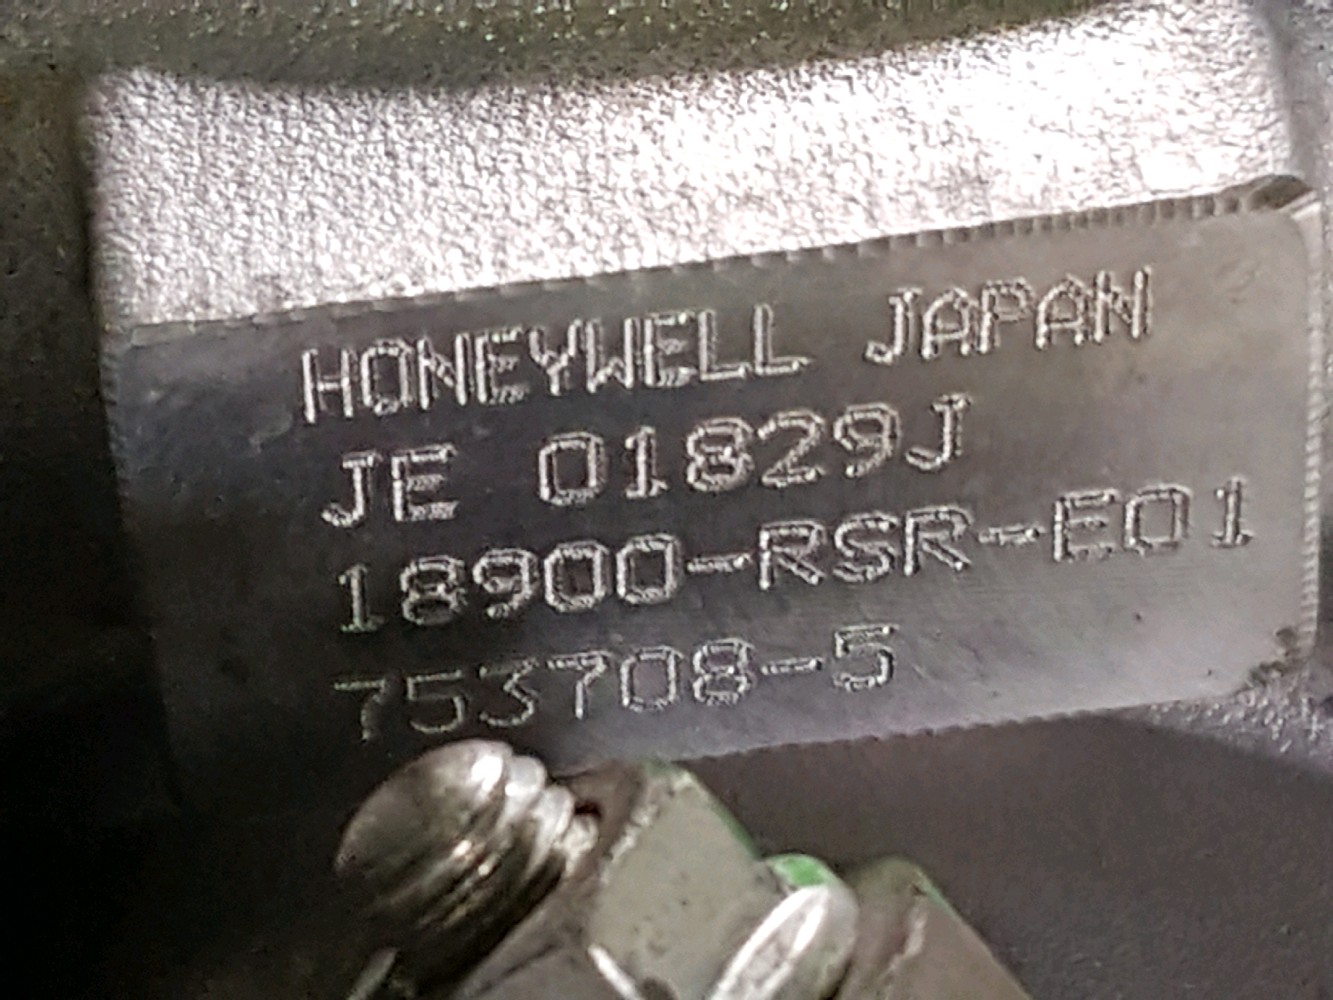 HONEYWELL JAPAN
JE 01829J
18900-RSR-E01
753708-5